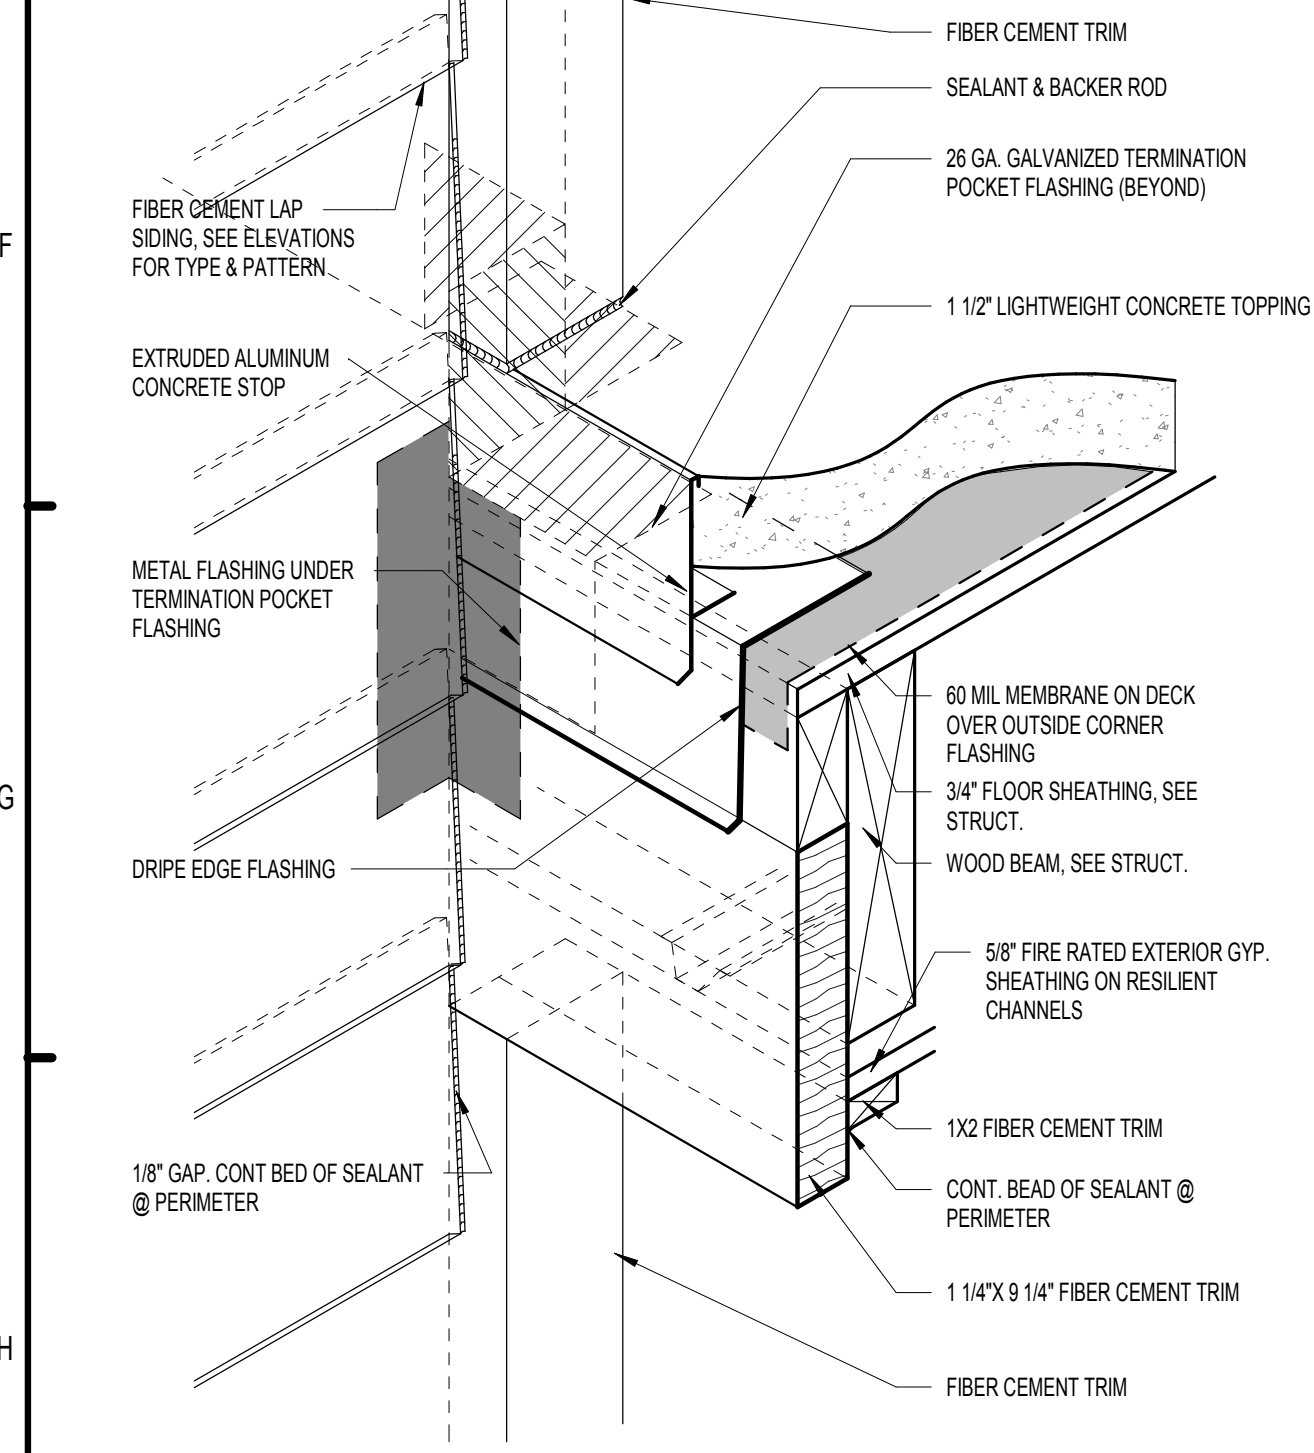 FIBER CEMENT TRIM
SEALANT & BACKER ROD
26 GA. GALVANIZED TERMINATION
POCKET FLASHING (BEYOND)
FIBER CEMENT LAP
SIDING, SEE ELEVATIONS
FOR TYPE & PATTERN
F
1 1/2" LIGHTWEIGHT CONCRETE TOPPING
EXTRUDED ALUMINUM
CONCRETE STOP
METAL FLASHING UNDER
TERMINATION POCKET
FLASHING
60 MIL MEMBRANE ON DECK
OVER OUTSIDE CORNER
FLASHING
3/4" FLOOR SHEATHING, SEE
STRUCT.
G
DRIPE EDGE FLASHING
WOOD BEAM, SEE STRUCT.
5/8" FIRE RATED EXTERIOR GYP.
SHEATHING ON RESILIENT
CHANNELS
1X2 FIBER CEMENT TRIM
1/8" GAP. CONT BED OF SEALANT
@ PERIMETER
CONT. BEAD OF SEALANT @
PERIMETER
1 1/4"X 9 1/4" FIBER CEMENT TRIM
H
FIBER CEMENT TRIM